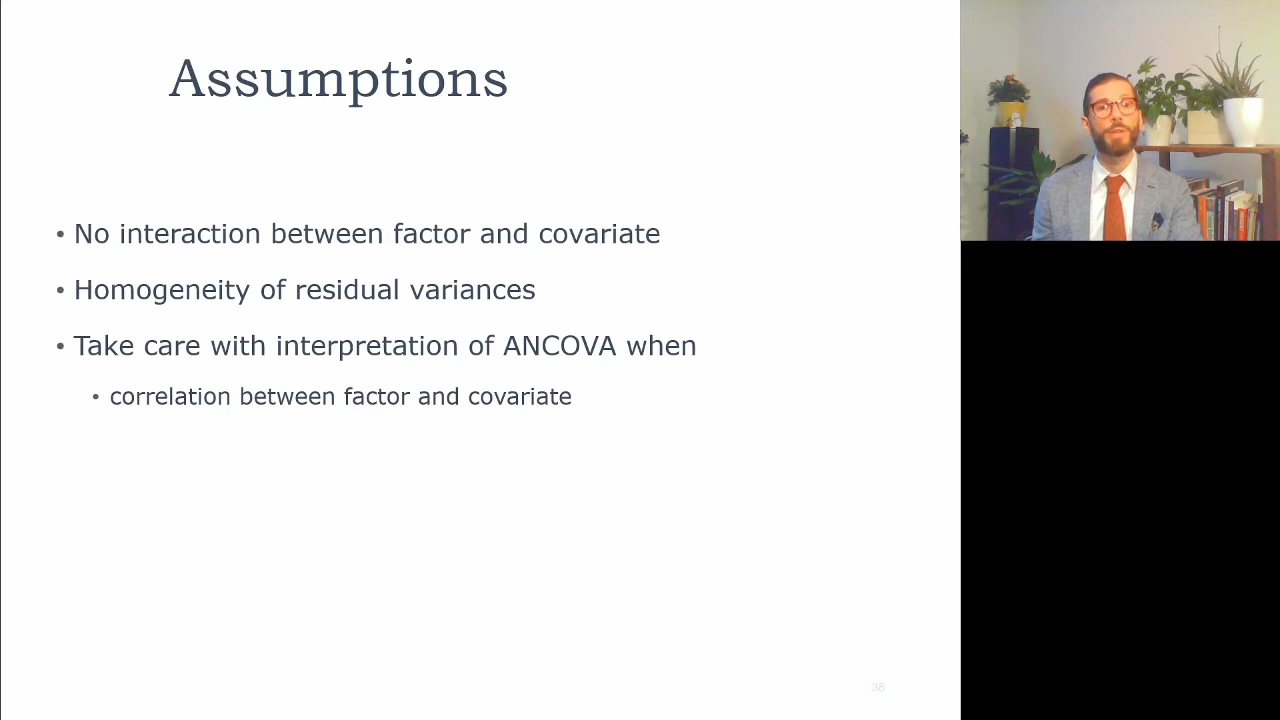 Assumptions
• No interaction between factor and covariate
• Homogeneity of residual variances
• Take care with interpretation of ANCOVA when
• correlation between factor and covariate
38